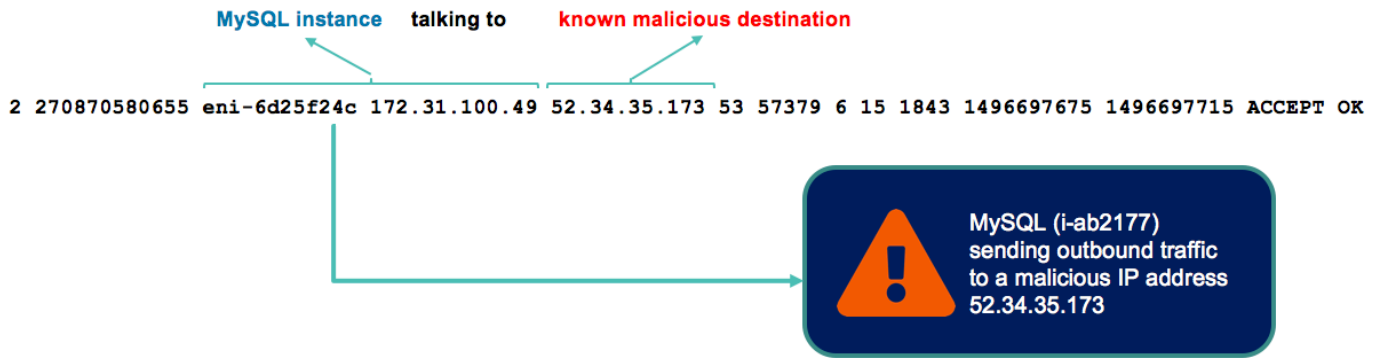 MySQL instance talking to known malicious destination
2 270870580655 eni-6d25f24c 172.31.100.49 52.34.35.173 53 57379 6 15 1843 1496697675 1496697715 ACCEPT OK
MySQL (i-ab2177)
sending outbound traffic
to a malicious IP address
52.34.35.173